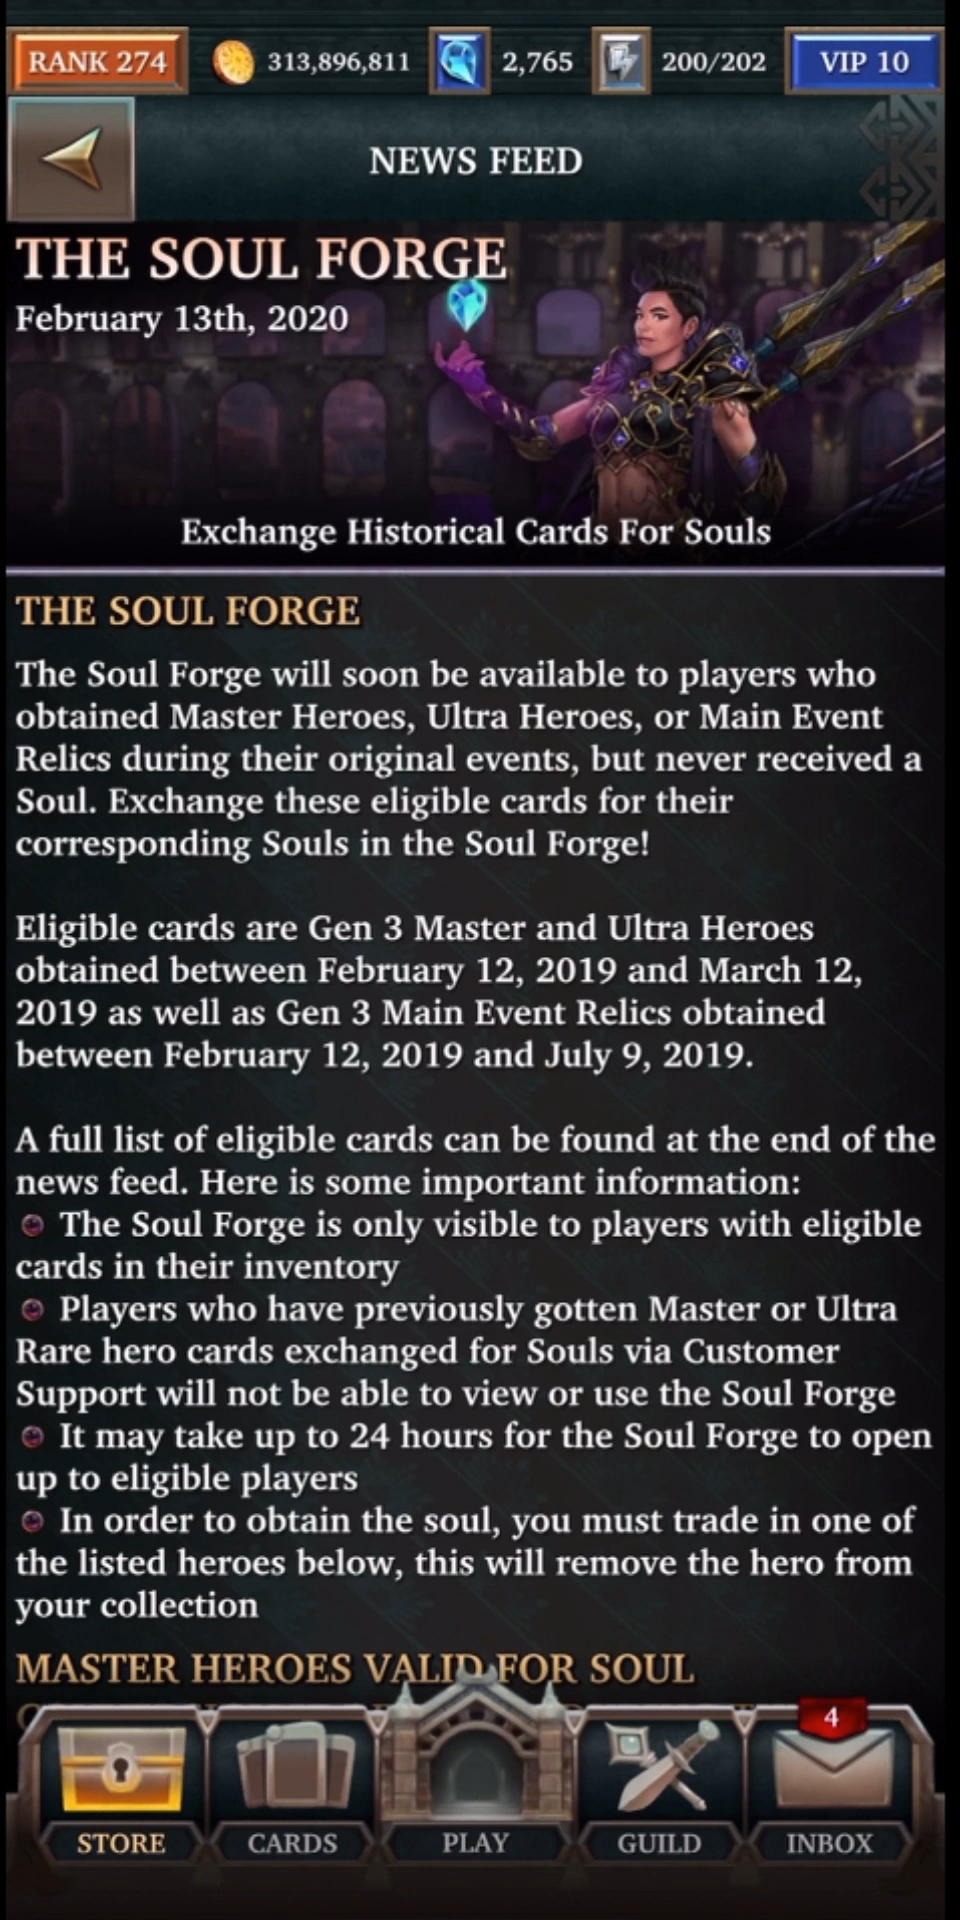 RANK 274 313,896,811 2,765 200/202 VIP 10
NEWS FEED
THE SOUL FORGE
February 13th, 2020
Exchange Historical Cards For Souls
THE SOUL FORGE
The Soul Forge will soon be available to players who
obtained Master Heroes, Ultra Heroes, or Main Event
Relics during their original events, but never received a
Soul. Exchange these eligible cards for their
corresponding Souls in the Soul Forge!
Eligible cards are Gen 3 Master and Ultra Heroes
obtained between February 12, 2019 and March 12,
2019 as well as Gen 3 Main Event Relics obtained
between February 12, 2019 and July 9, 2019.
A full list of eligible cards can be found at the end of the
news feed. Here is some important information:
The Soul Forge is only visible to players with eligible
cards in their inventory
Players who have previously gotten Master or Ultra
Rare hero cards exchanged for Souls via Customer
Support will not be able to view or use the Soul Forge
It may take up to 24 hours for the Soul Forge to open
up to eligible players
In order to obtain the soul, you must trade in one of
the listed heroes below, this will remove the hero from
your collection
MASTER HEROES VALID FOR SOUL
4
STORE CARDS PLAY GUILD INBOX